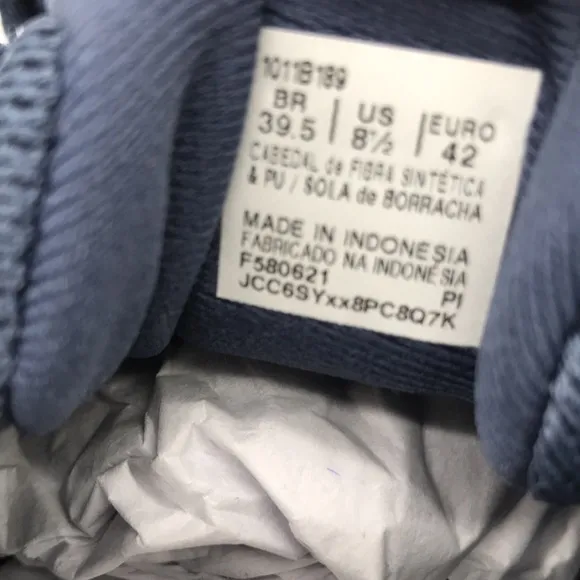 1011B189
BR | US | EURO
39.5 | 8½ | 42
CABEDAL de FIBRA SINTÉTICA
& PU / SOLA de BORRACHA
MADE IN INDONESIA
FABRICADO NA INDONÉSIA
F580621 PI
JCC6SYxx8PC8Q7K